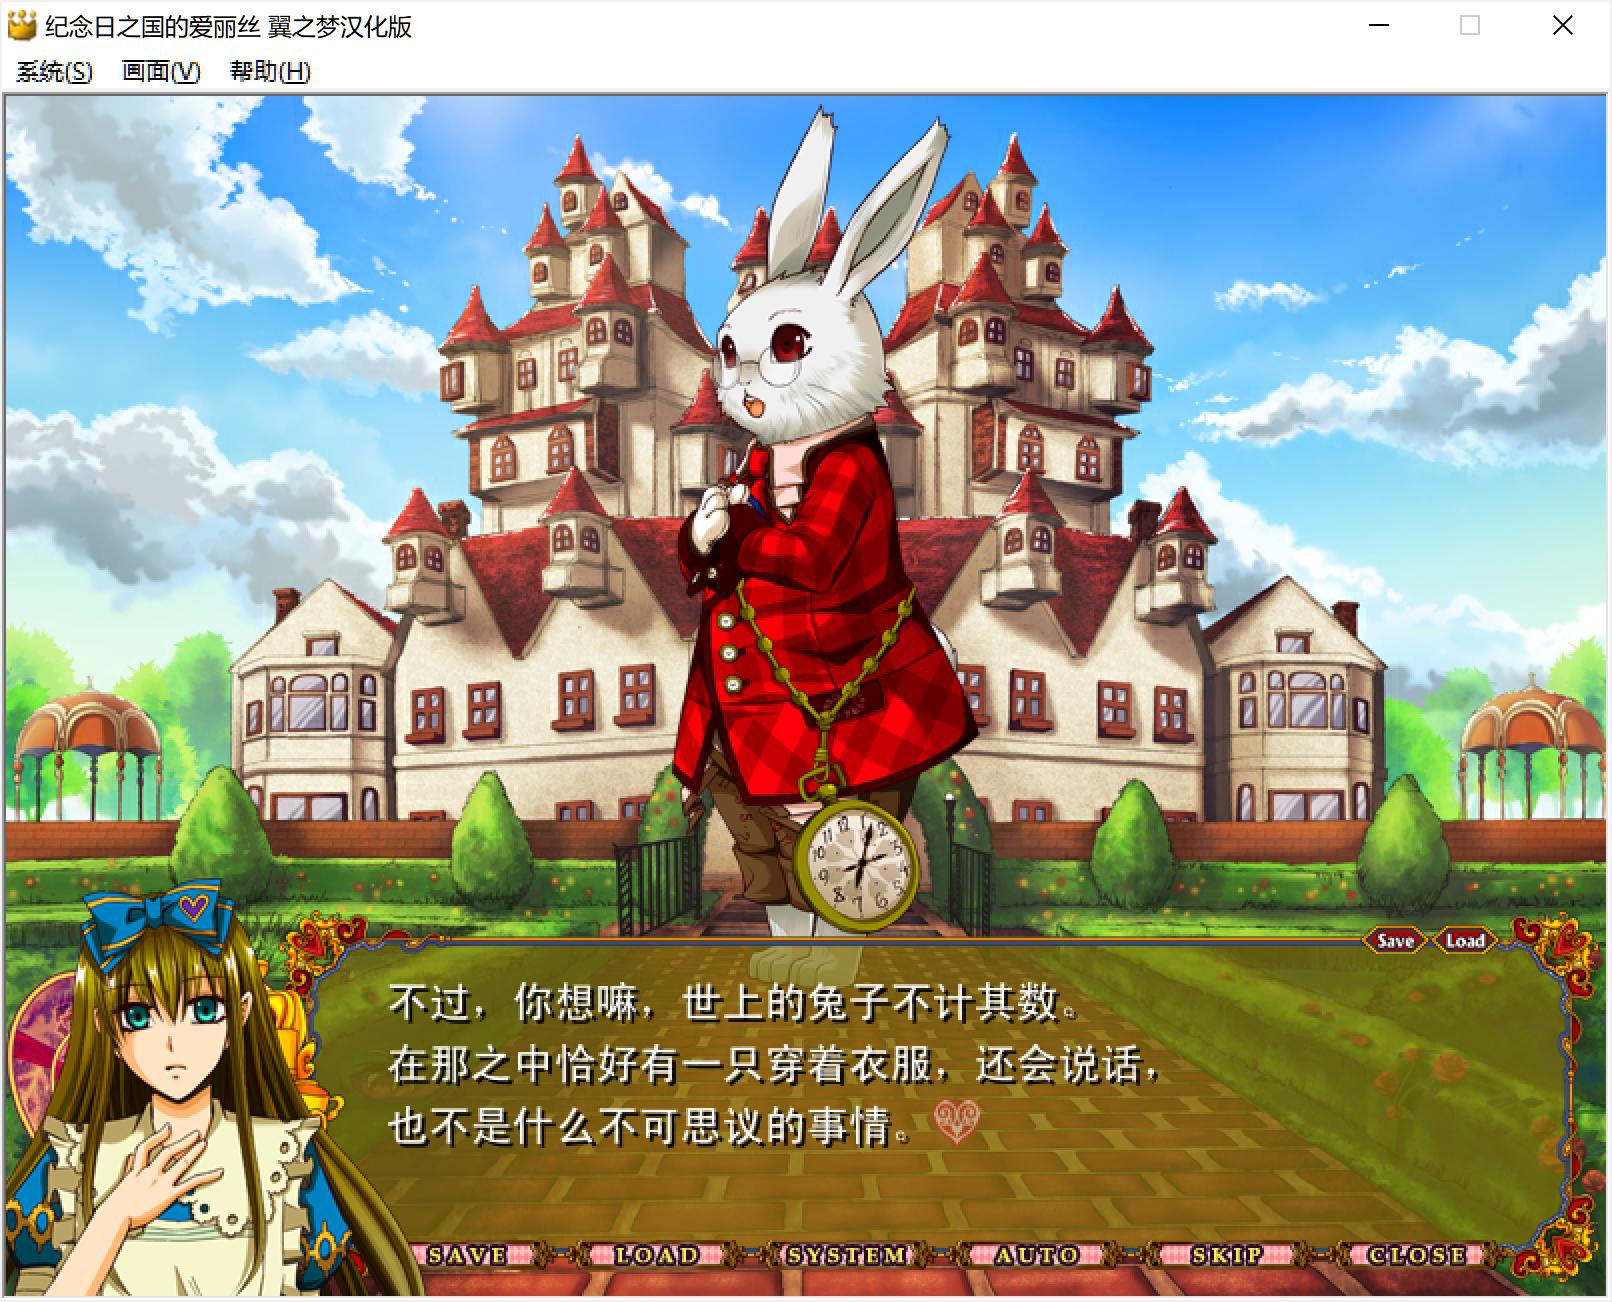 纪念日之国的爱丽丝 翼之梦汉化版
系统(S) 画面(V) 帮助(H)
Save Load
不过，你想嘛，世上的兔子不计其数。
在那之中恰好有一只穿着衣服，还会说话，
也不是什么不可思议的事情。
SAVE LOAD SYSTEM AUTO SKIP CLOSE